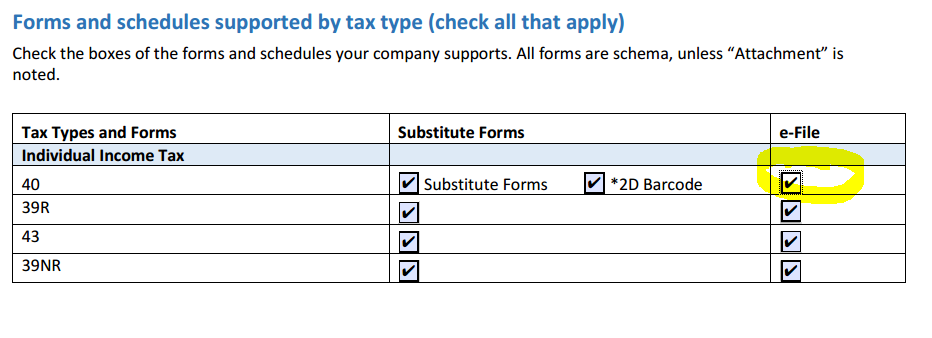 Forms and schedules supported by tax type (check all that apply)
Check the boxes of the forms and schedules your company supports. All forms are schema, unless “Attachment” is
noted.
Tax Types and Forms Substitute Forms e-File
Individual Income Tax
40 Substitute Forms *2D Barcode
39R
43
39NR